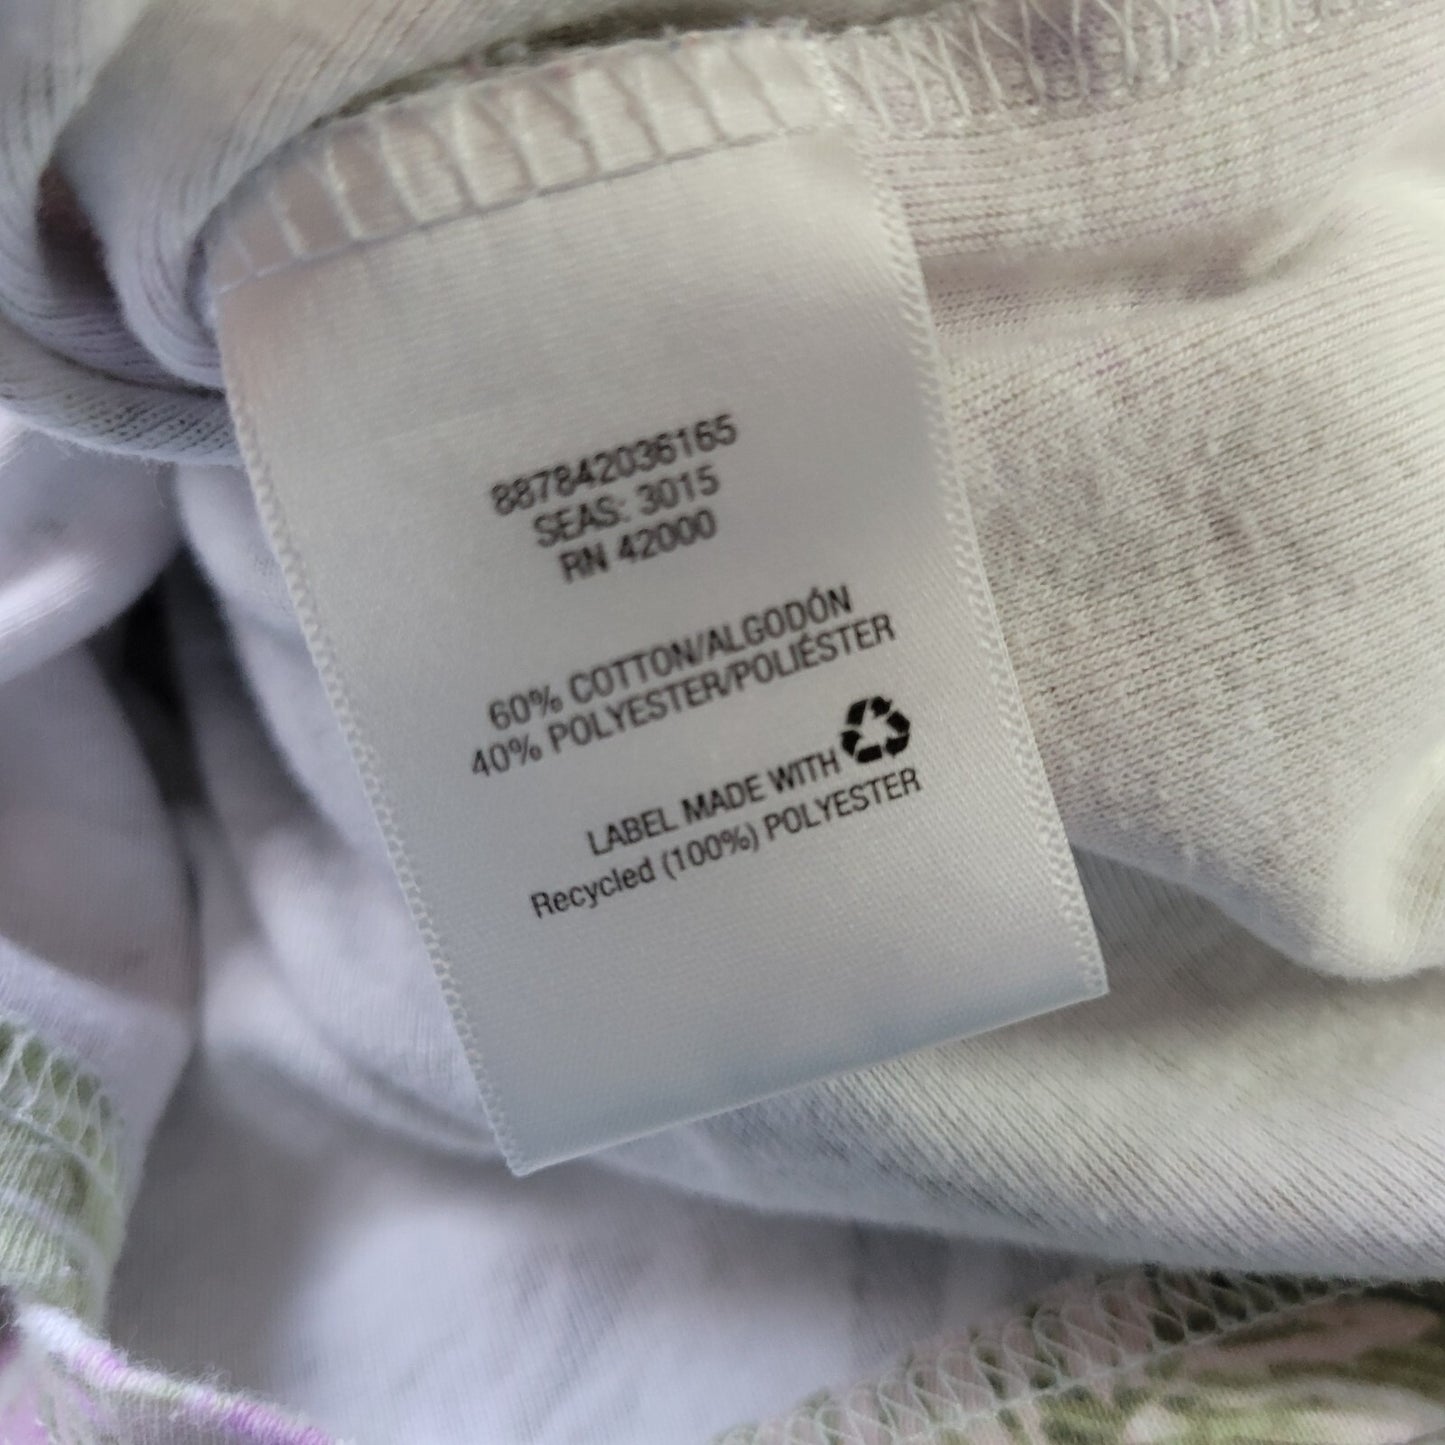 887842036165
SEAS: 3015
RN 42000
60% COTTON/ALGODÓN
40% POLYESTER/POLIÉSTER
LABEL MADE WITH
Recycled (100%) POLYESTER